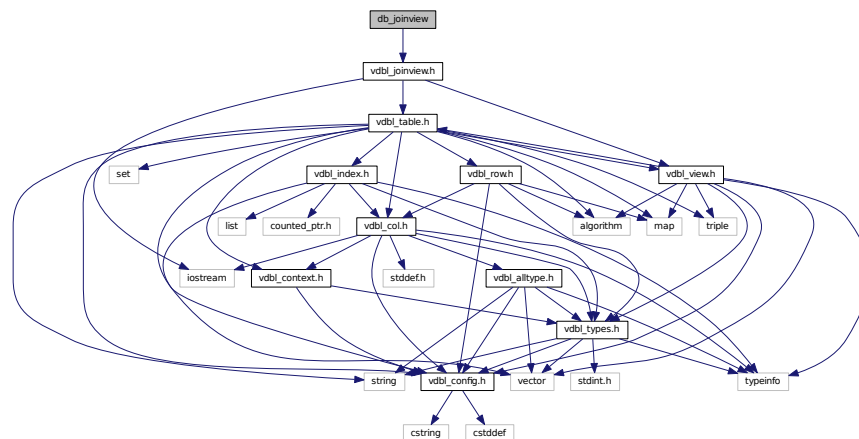 db_joinview
vdbl_joinview.h
vdbl_table.h
set
vdbl_index.h
vdbl_row.h
vdbl_view.h
list
counted_ptr.h
vdbl_col.h
algorithm
map
triple
iostream
vdbl_context.h
stddef.h
vdbl_alltype.h
vdbl_types.h
string
vdbl_config.h
vector
stdint.h
typeinfo
cstring
cstddef